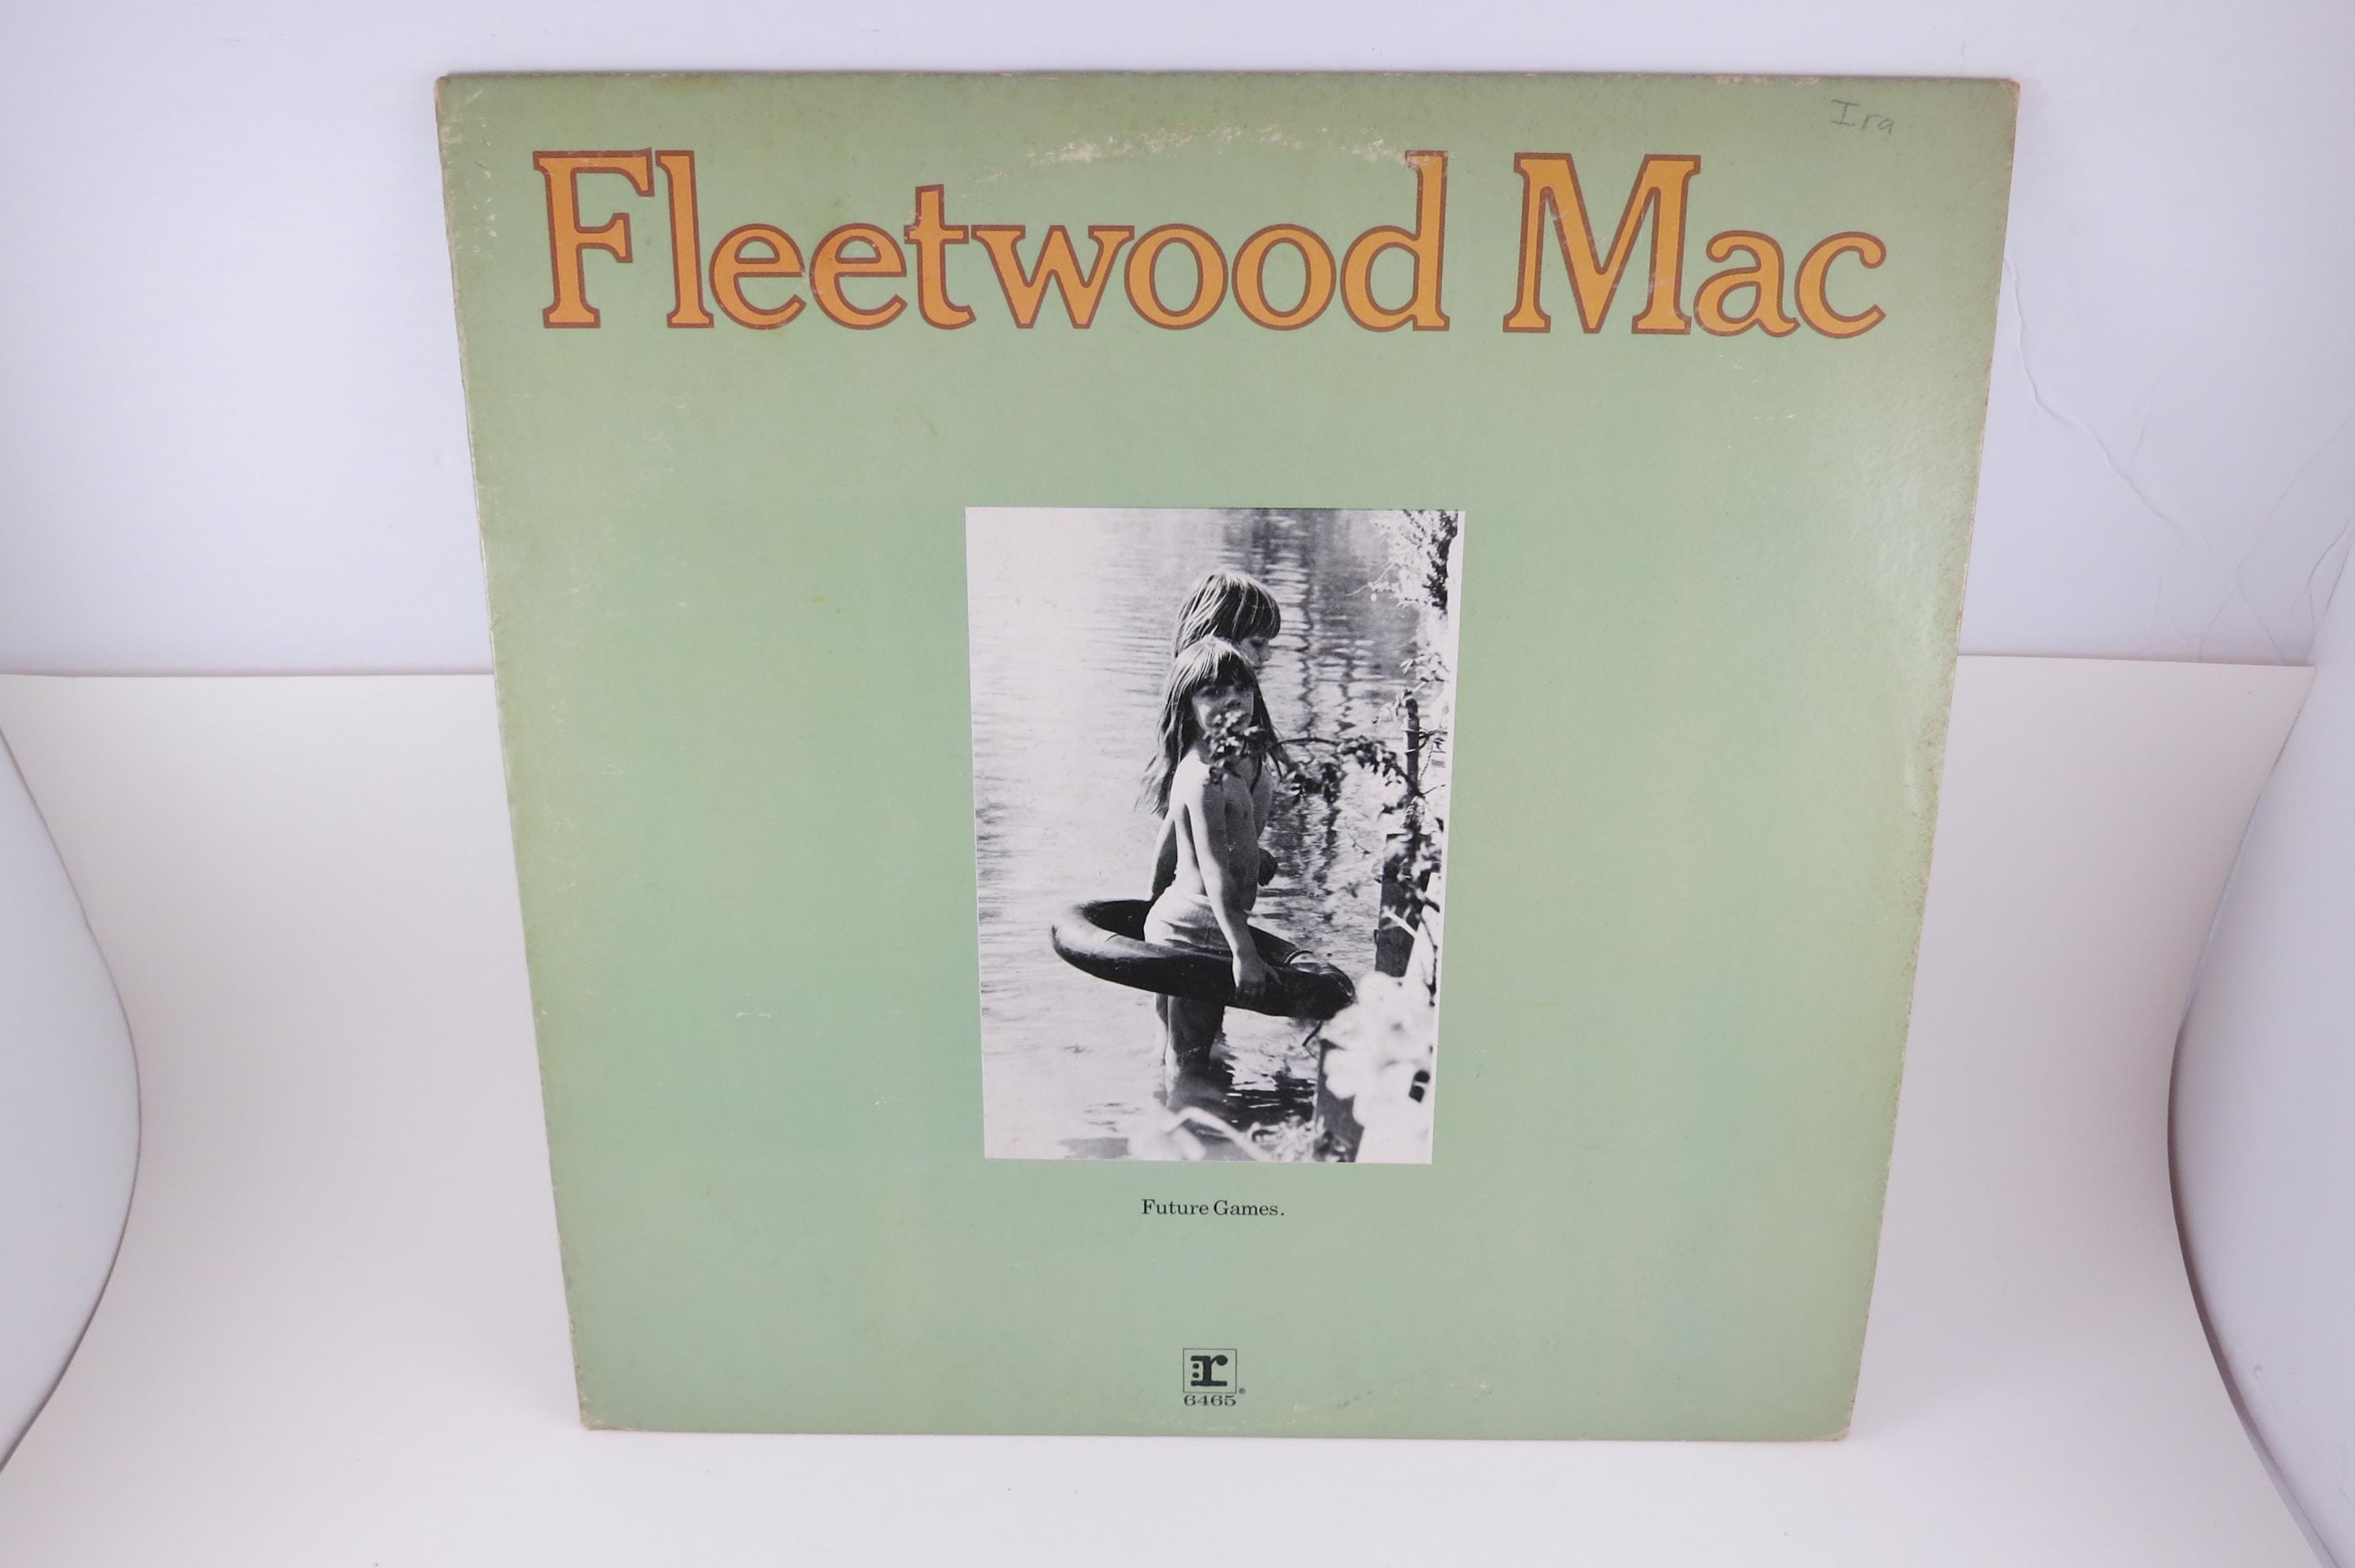 Ira
Fleetwood Mac
Future Games.
r
6465